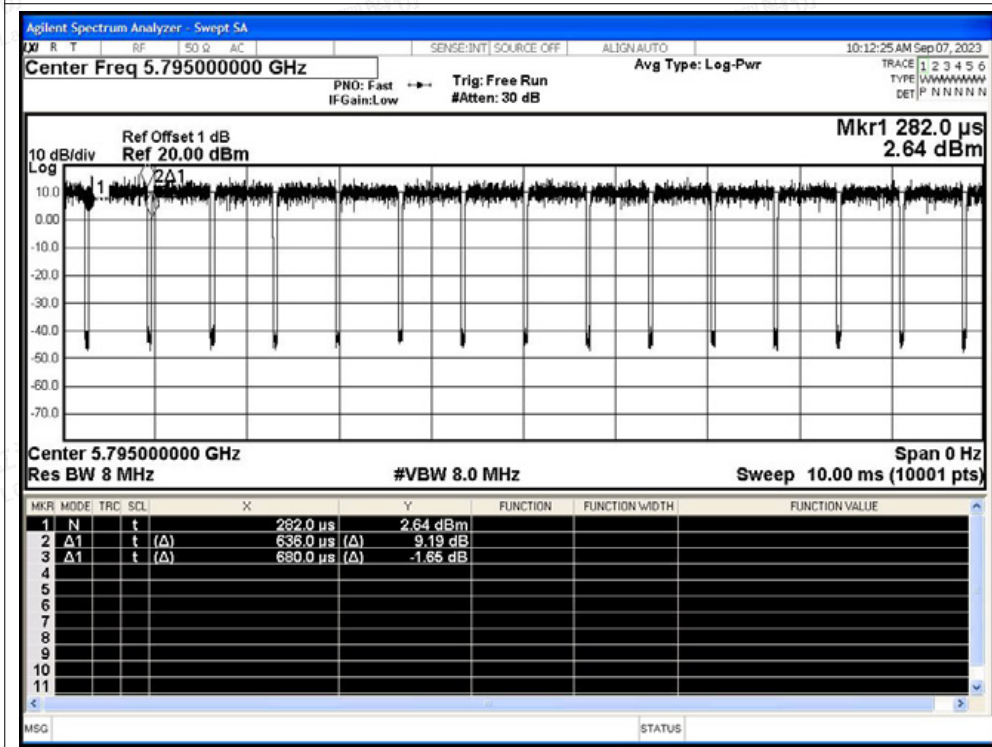 Agilent Spectrum Analyzer - Swept SA
R T RF 50 Ω AC SENSE:INT SOURCE OFF ALIGN AUTO 10:12:25 AM Sep 07, 2023
Center Freq 5.795000000 GHz Avg Type: Log-Pwr TRACE 1 2 3 4 5 6
PNO: Fast Trig: Free Run TYPE WWWWWW
IFGain:Low #Atten: 30 dB DET P N N N N N
Mkr1 282.0 µs
Ref Offset 1 dB
10 dB/div Ref 20.00 dBm 2.64 dBm
Log
1 2Δ1
10.0
0.00
-10.0
-20.0
-30.0
-40.0
-50.0
-60.0
-70.0
Center 5.795000000 GHz Span 0 Hz
Res BW 8 MHz #VBW 8.0 MHz Sweep 10.00 ms (10001 pts)
MKR MODE TRC SCL X Y FUNCTION FUNCTION WIDTH FUNCTION VALUE
1 N t 282.0 µs 2.64 dBm
2 Δ1 t (Δ) 636.0 µs (Δ) 9.19 dB
3 Δ1 t (Δ) 680.0 µs (Δ) -1.65 dB
4
5
6
7
8
9
10
11
MSG STATUS